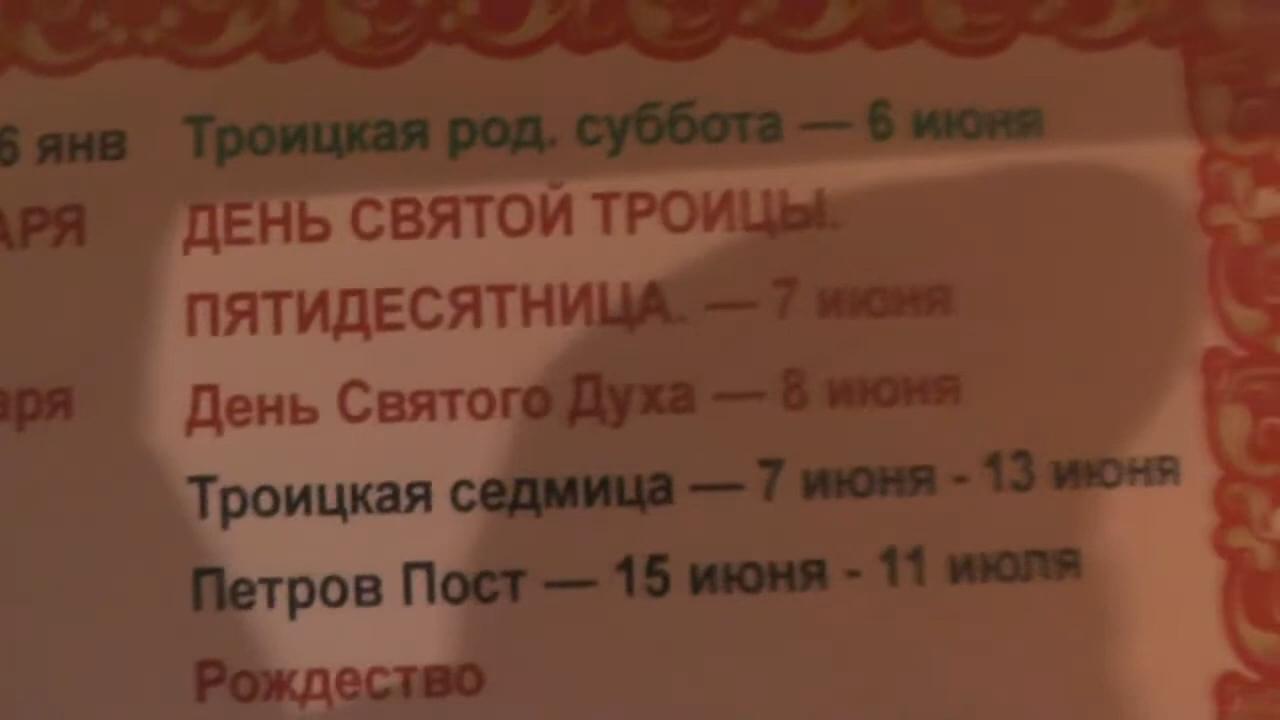 6 янв
Троицкая род. суббота — 6 июня
АРЯ
ДЕНЬ СВЯТОЙ ТРОИЦЫ.
ПЯТИДЕСЯТНИЦА. — 7 июня
аря
День Святого Духа — 8 июня
Троицкая седмица — 7 июня - 13 июня
Петров Пост — 15 июня - 11 июля
Рождество